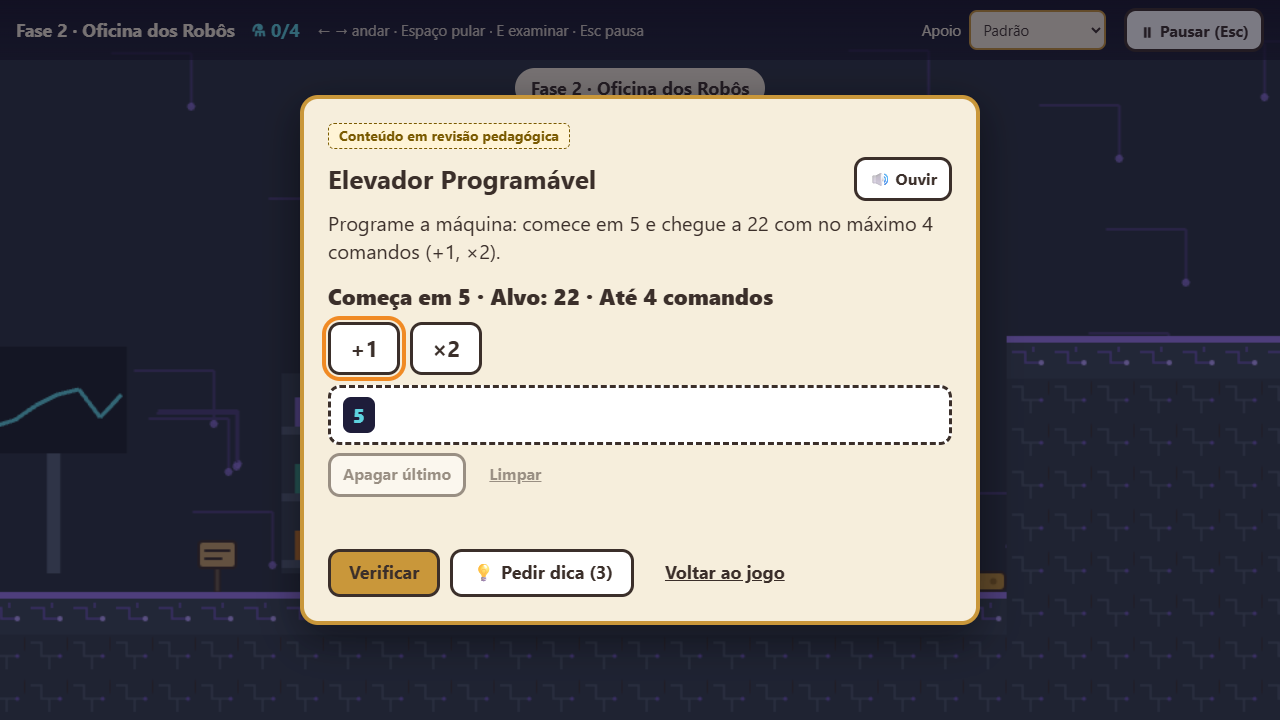 Fase 2 · Oficina dos Robôs 0/4 ← → andar · Espaço pular · E examinar · Esc pausa Apoio Padrão Pausar (Esc)
Fase 2 · Oficina dos Robôs
Conteúdo em revisão pedagógica
Elevador Programável
Ouvir
Programe a máquina: comece em 5 e chegue a 22 com no máximo 4
comandos (+1, ×2).
Começa em 5 · Alvo: 22 · Até 4 comandos
+1 ×2
5
Apagar último Limpar
Verificar Pedir dica (3) Voltar ao jogo